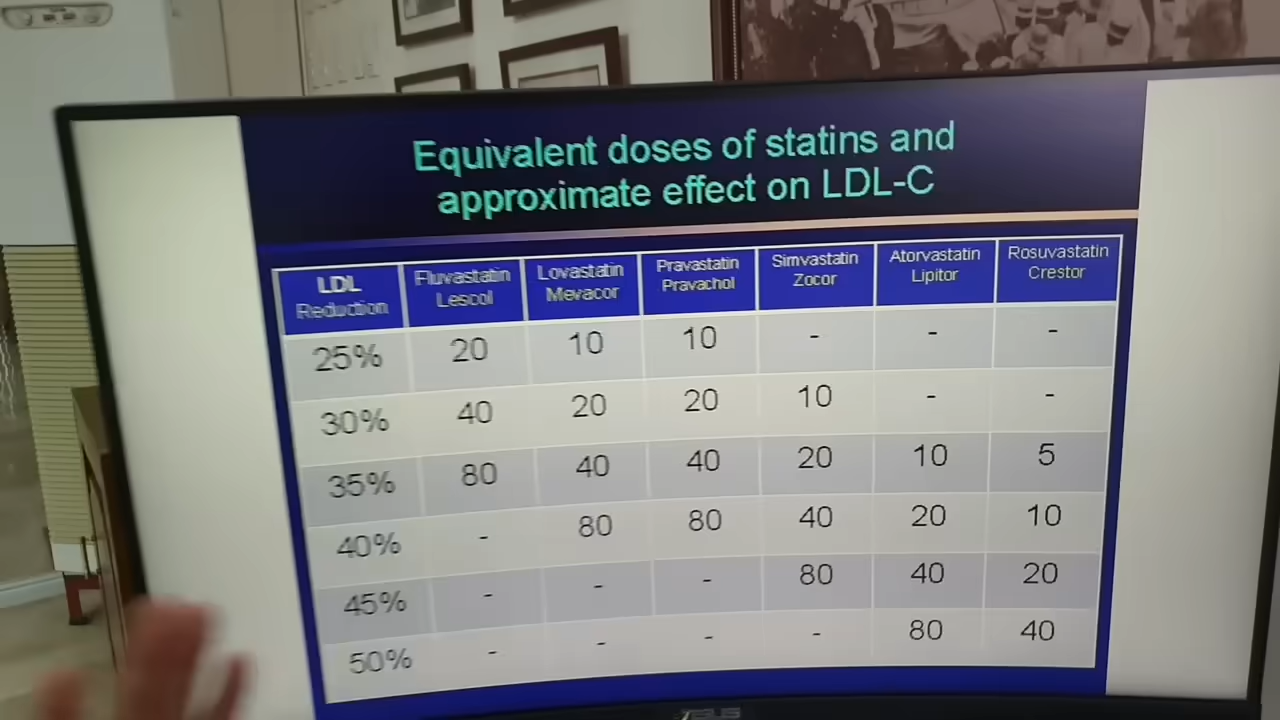 Equivalent doses of statins and
approximate effect on LDL-C
LDL Reduction Fluvastatin Lescol Lovastatin Mevacor Pravastatin Pravachol Simvastatin Zocor Atorvastatin Lipitor Rosuvastatin Crestor
25% 20 10 10 - - -
30% 40 20 20 10 - -
35% 80 40 40 20 10 5
40% - 80 80 40 20 10
45% - - - 80 40 20
50% - - - - 80 40
ASUS